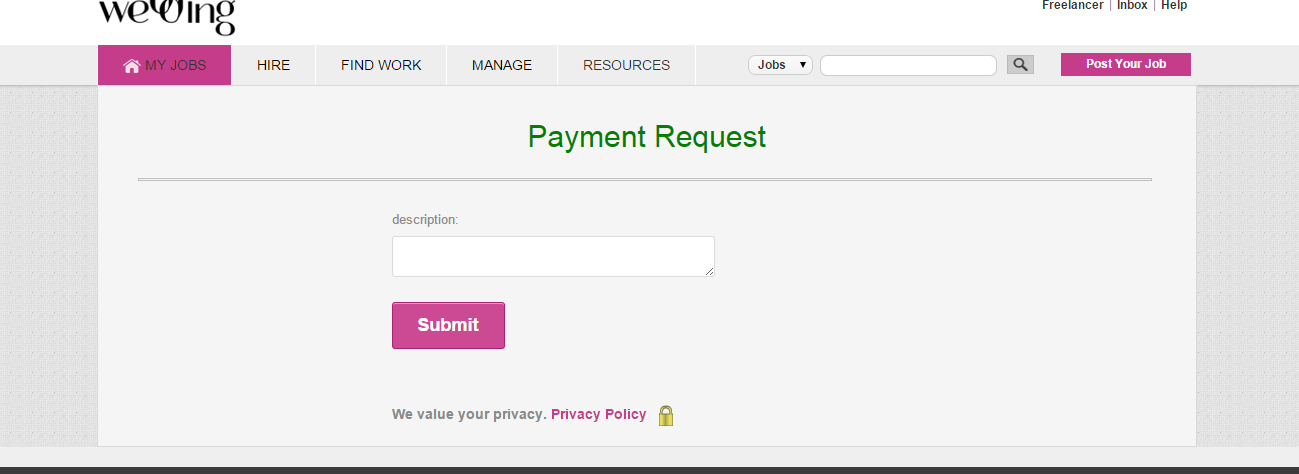 Freelancer | Inbox | Help
MY JOBS HIRE FIND WORK MANAGE RESOURCES Jobs Post Your Job
Payment Request
description:
Submit
We value your privacy. Privacy Policy